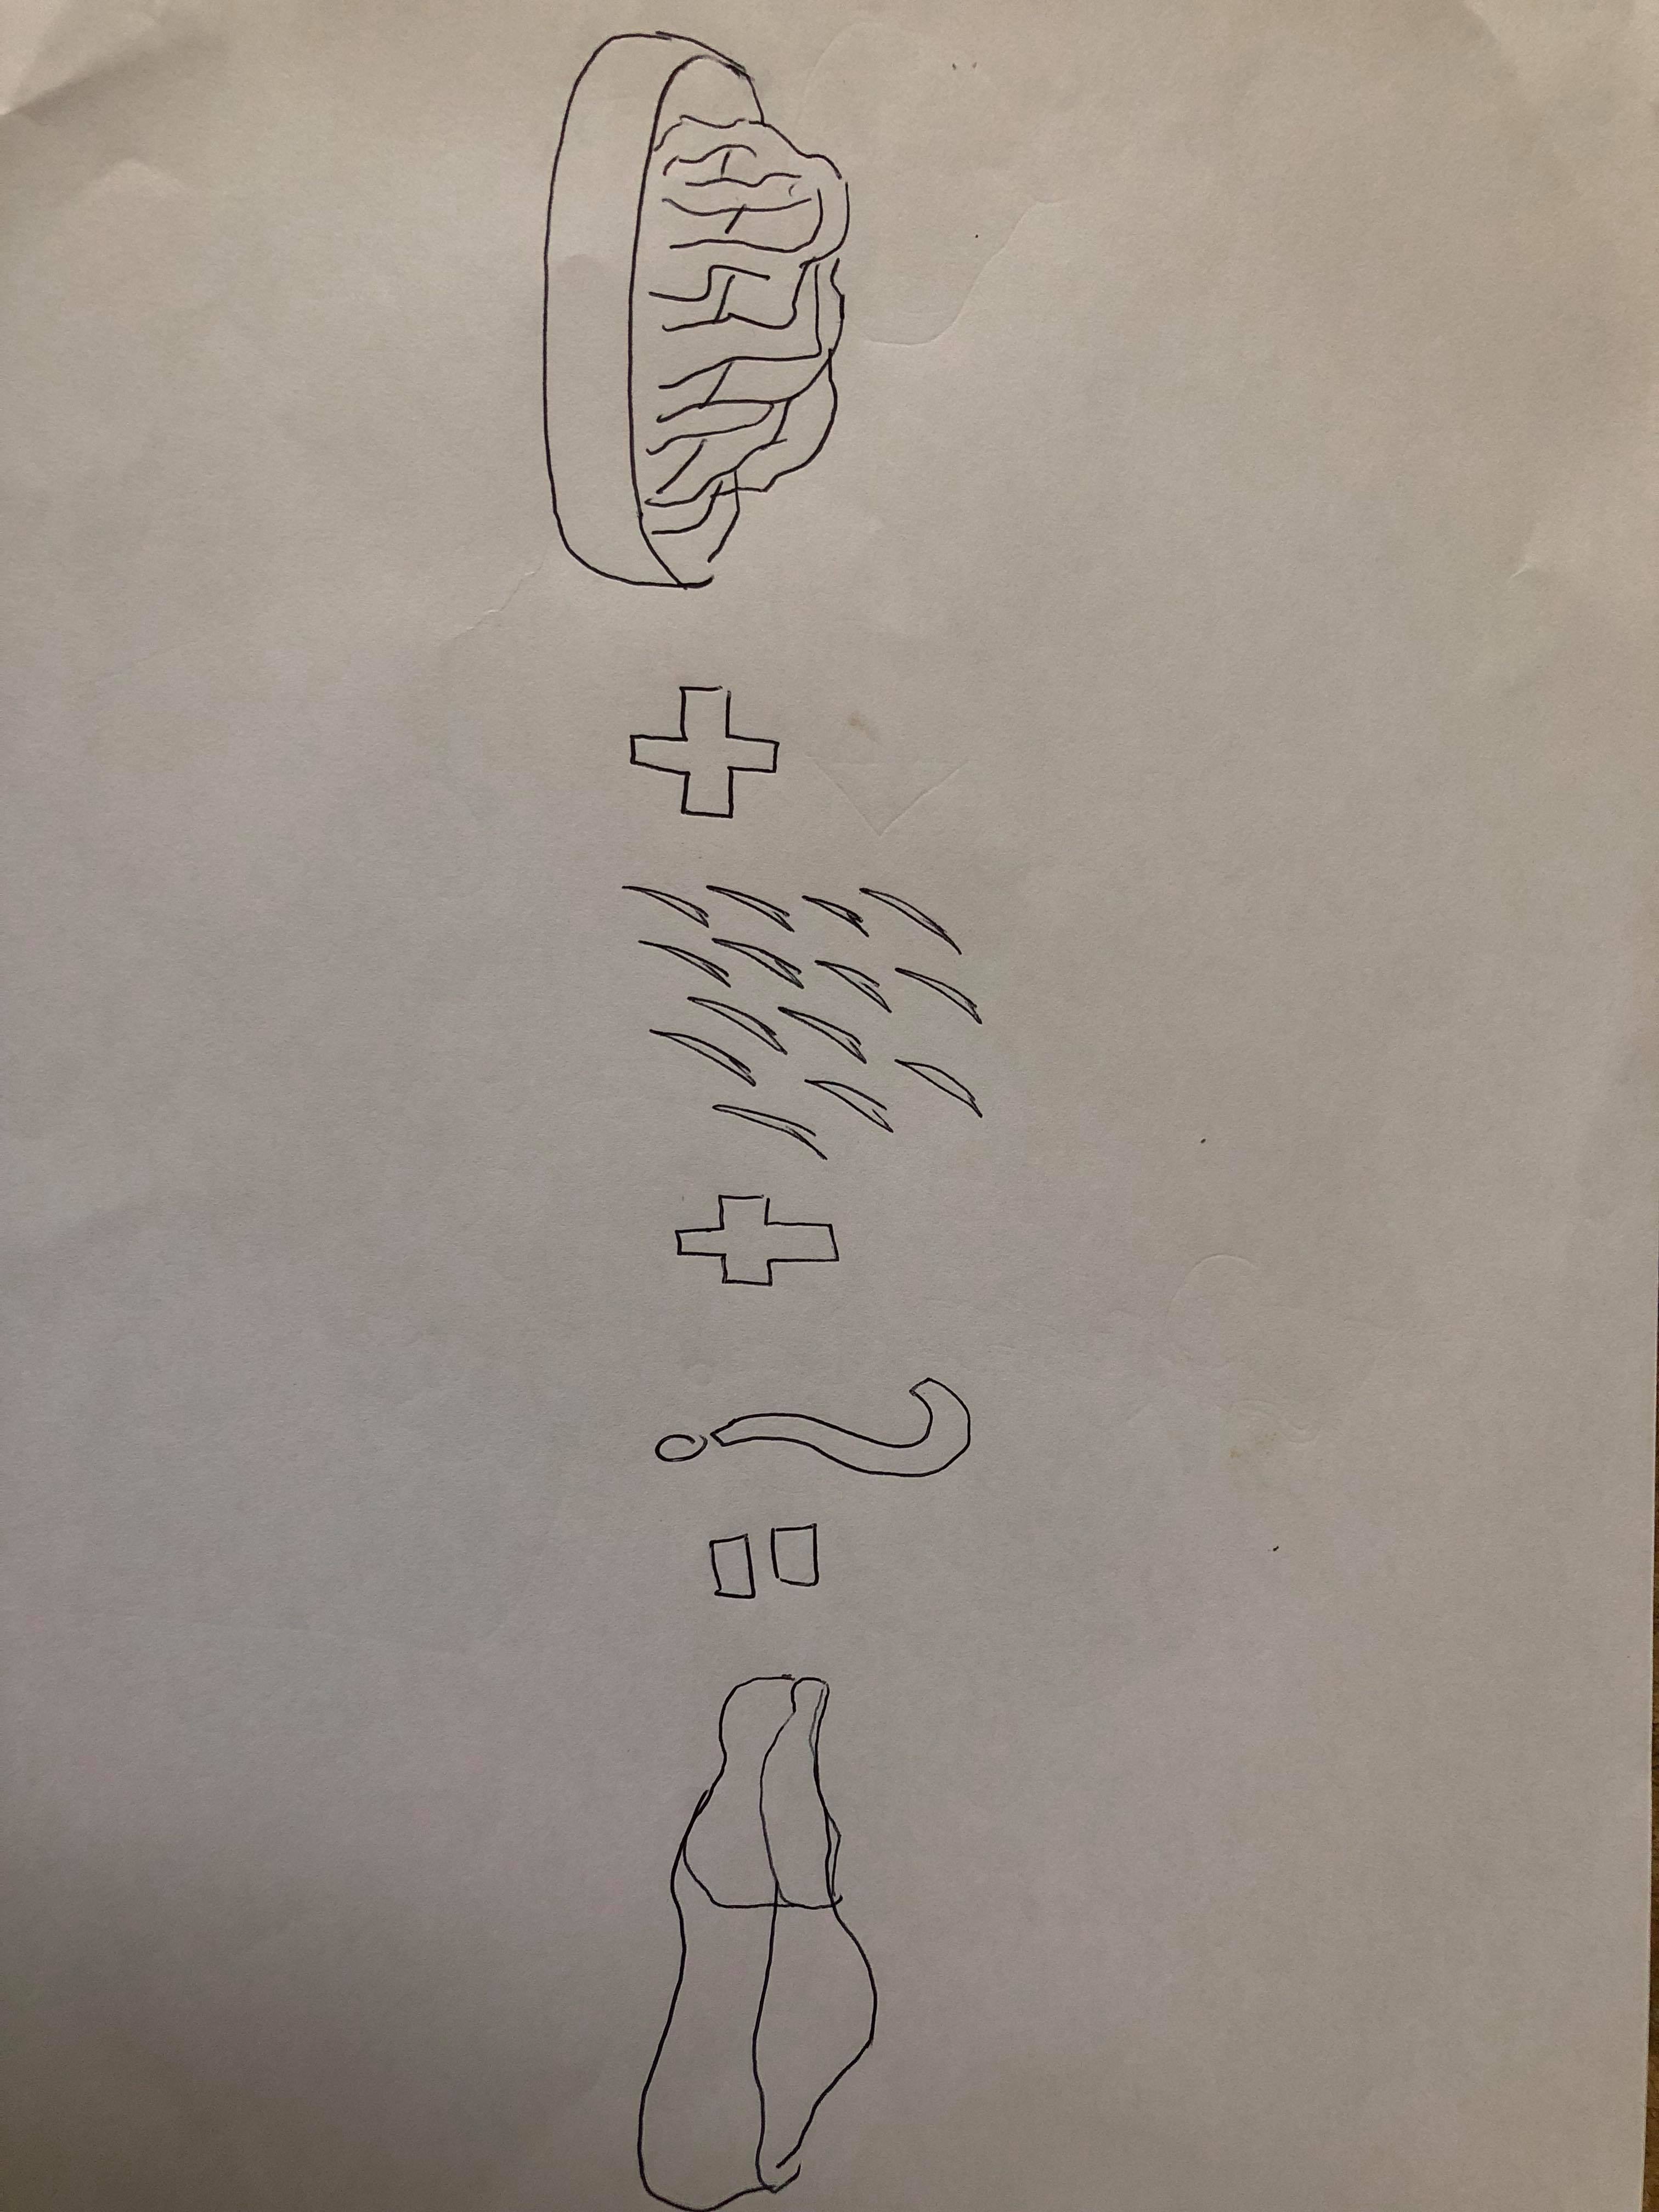 + + ? =